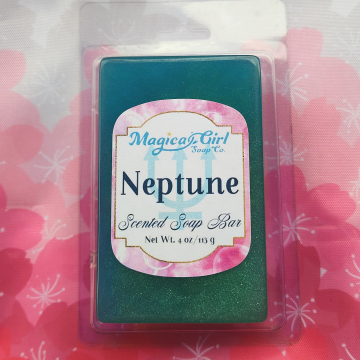 Magical Girl
Soap Co.
Neptune
Scented Soap Bar
Net Wt. 4 oz/113 g